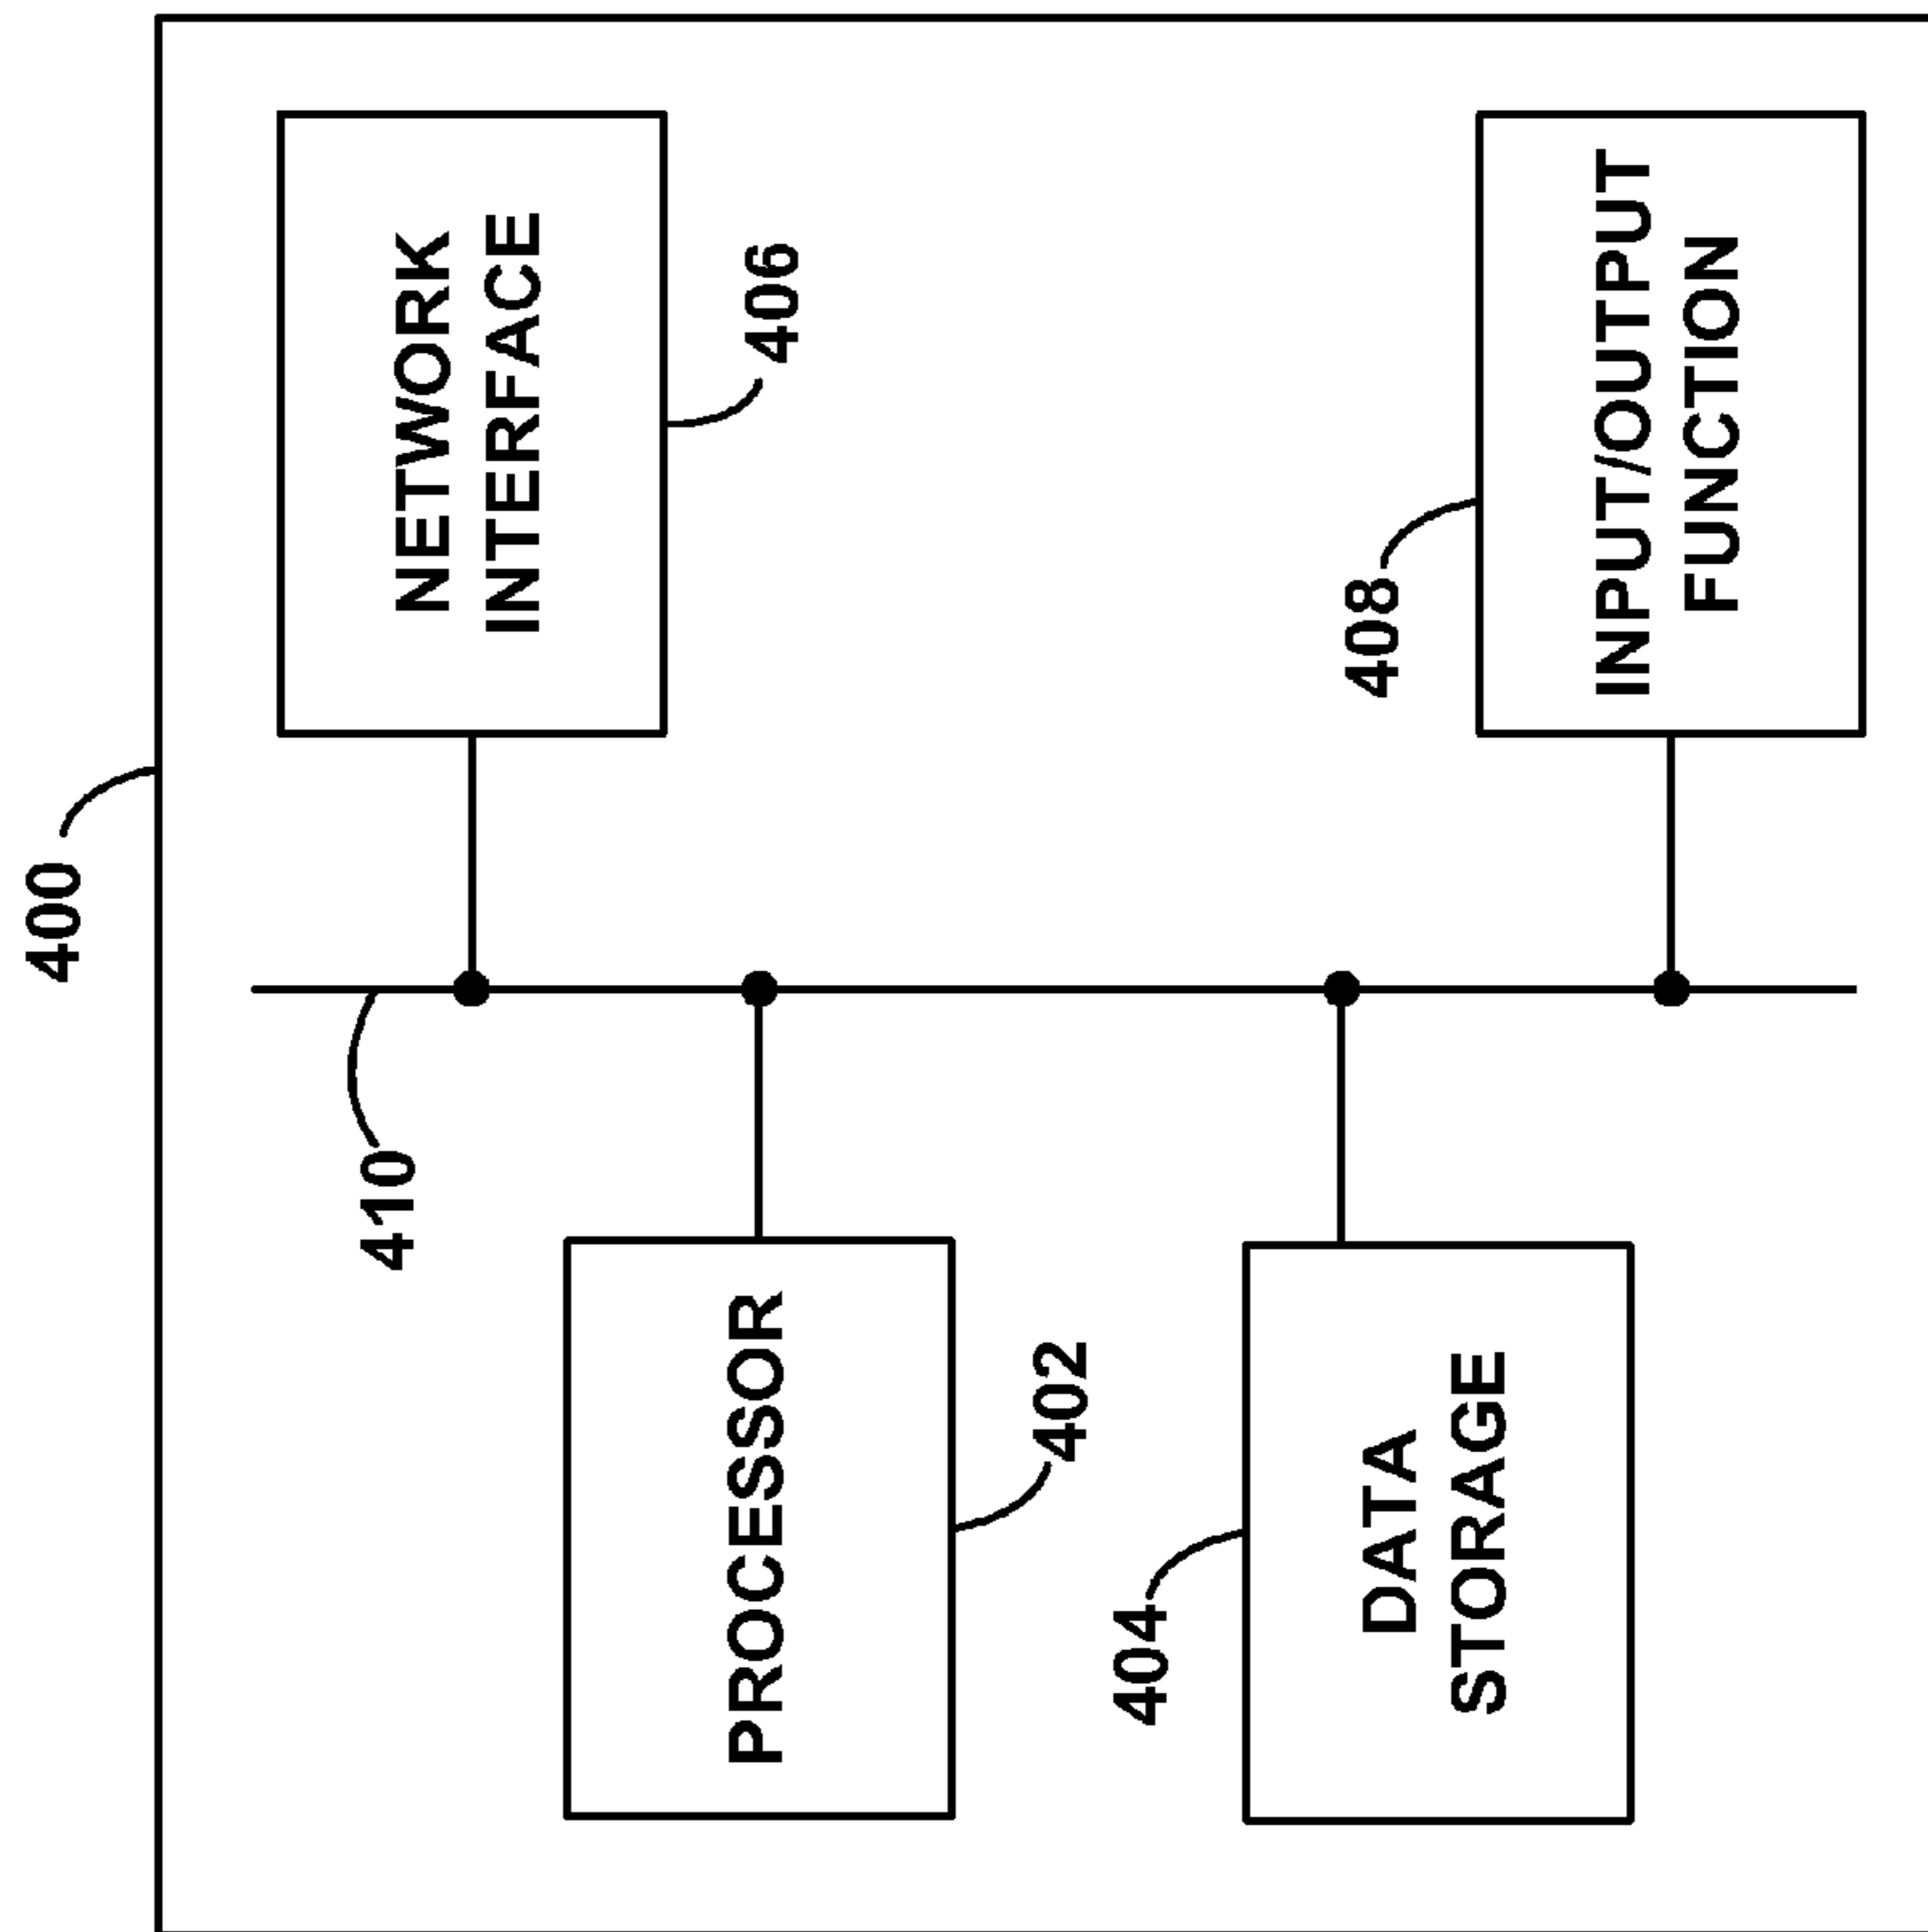 400
NETWORK
INTERFACE
406
410
PROCESSOR
402
404
DATA
STORAGE
408
INPUT/OUTPUT
FUNCTION